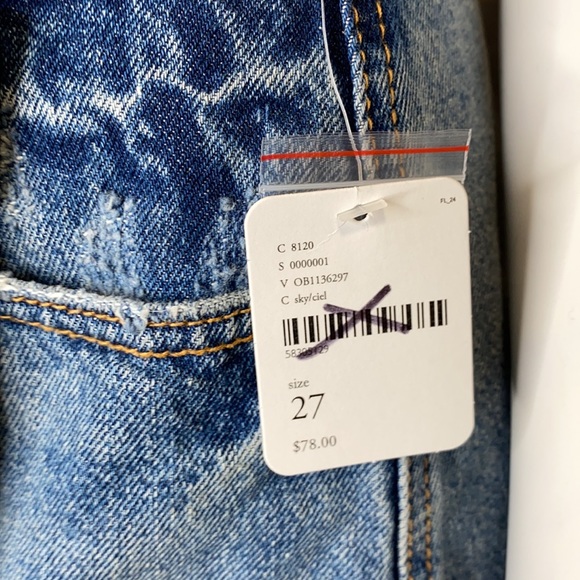 FL_24
C 8120
S 0000001
V OB1136297
C sky/ciel
size
27
$78.00